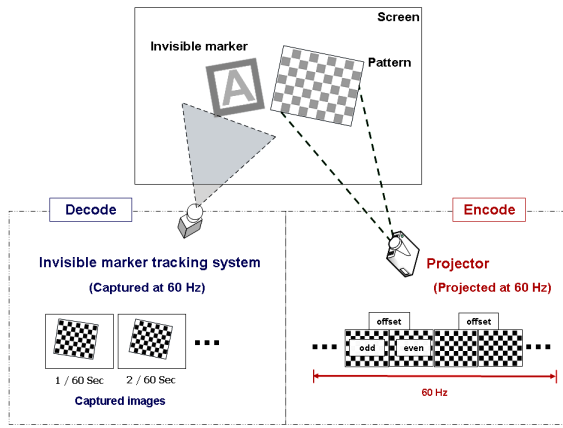 Screen
Invisible marker
A
Pattern
Decode
Encode
Invisible marker tracking system
(Captured at 60 Hz)
Projector
(Projected at 60 Hz)
offset
offset
odd
even
1 / 60 Sec
2 / 60 Sec
Captured images
60 Hz